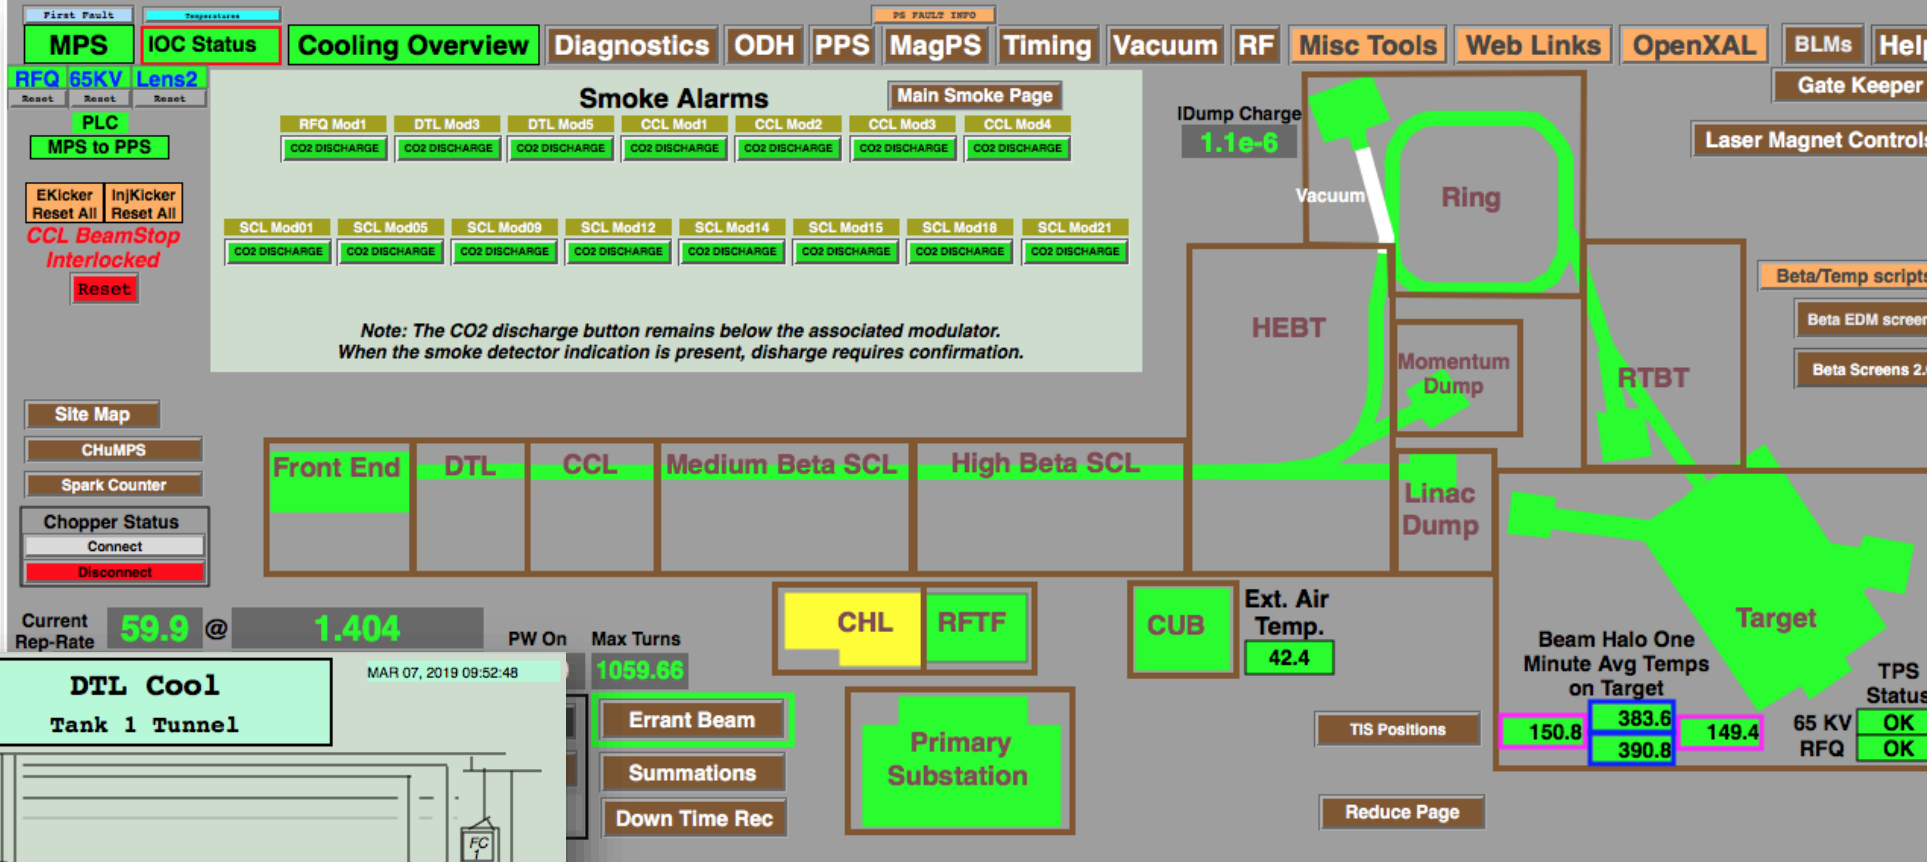 First Fault
Temperatures
PS FAULT INFO
MPS
IOC Status
Cooling Overview
Diagnostics
ODH
PPS
MagPS
Timing
Vacuum
RF
Misc Tools
Web Links
OpenXAL
BLMs
Help
RFQ 65KV Lens2
Reset Reset Reset
PLC
MPS to PPS
EKicker
Reset All
InjKicker
Reset All
CCL BeamStop
Interlocked
Reset
Smoke Alarms
Main Smoke Page
RFQ Mod1 DTL Mod3 DTL Mod5 CCL Mod1 CCL Mod2 CCL Mod3 CCL Mod4
CO2 DISCHARGE CO2 DISCHARGE CO2 DISCHARGE CO2 DISCHARGE CO2 DISCHARGE CO2 DISCHARGE CO2 DISCHARGE
SCL Mod01 SCL Mod05 SCL Mod09 SCL Mod12 SCL Mod14 SCL Mod15 SCL Mod18 SCL Mod21
CO2 DISCHARGE CO2 DISCHARGE CO2 DISCHARGE CO2 DISCHARGE CO2 DISCHARGE CO2 DISCHARGE CO2 DISCHARGE CO2 DISCHARGE
Note: The CO2 discharge button remains below the associated modulator.
When the smoke detector indication is present, disharge requires confirmation.
IDump Charge
1.1e-6
Vacuum
Ring
Gate Keeper
Laser Magnet Controls
HEBT
Momentum
Dump
RTBT
Beta/Temp scripts
Beta EDM screen
Beta Screens 2.
Site Map
CHuMPS
Spark Counter
Chopper Status
Connect
Disconnect
Front End
DTL
CCL
Medium Beta SCL
High Beta SCL
Linac
Dump
Current
Rep-Rate
59.9 @ 1.404
PW On
Max Turns
1059.66
CHL
RFTF
CUB
Ext. Air
Temp.
42.4
Target
Beam Halo One
Minute Avg Temps
on Target
150.8
383.6
390.8
149.4
TPS
Status
65 KV OK
RFQ OK
DTL Cool
Tank 1 Tunnel
MAR 07, 2019 09:52:48
FC
1
Errant Beam
Summations
Down Time Rec
Primary
Substation
TIS Positions
Reduce Page